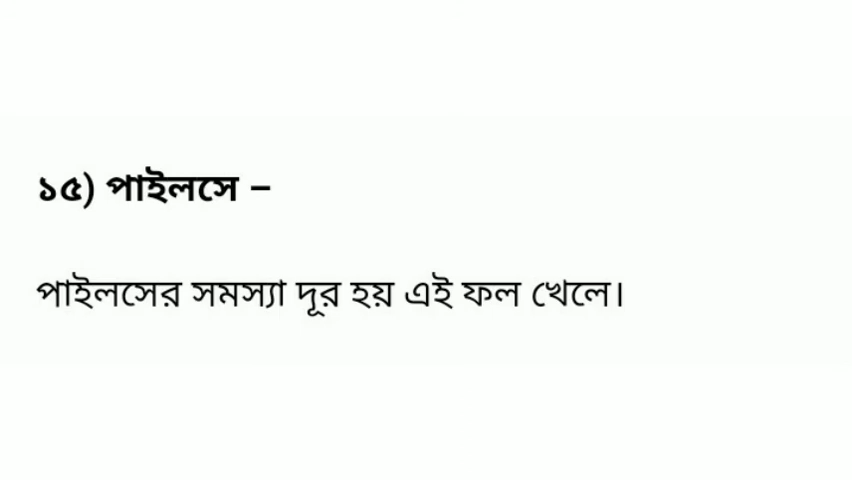 ১৫) পাইলসে –
পাইলসের সমস্যা দূর হয় এই ফল খেলে।